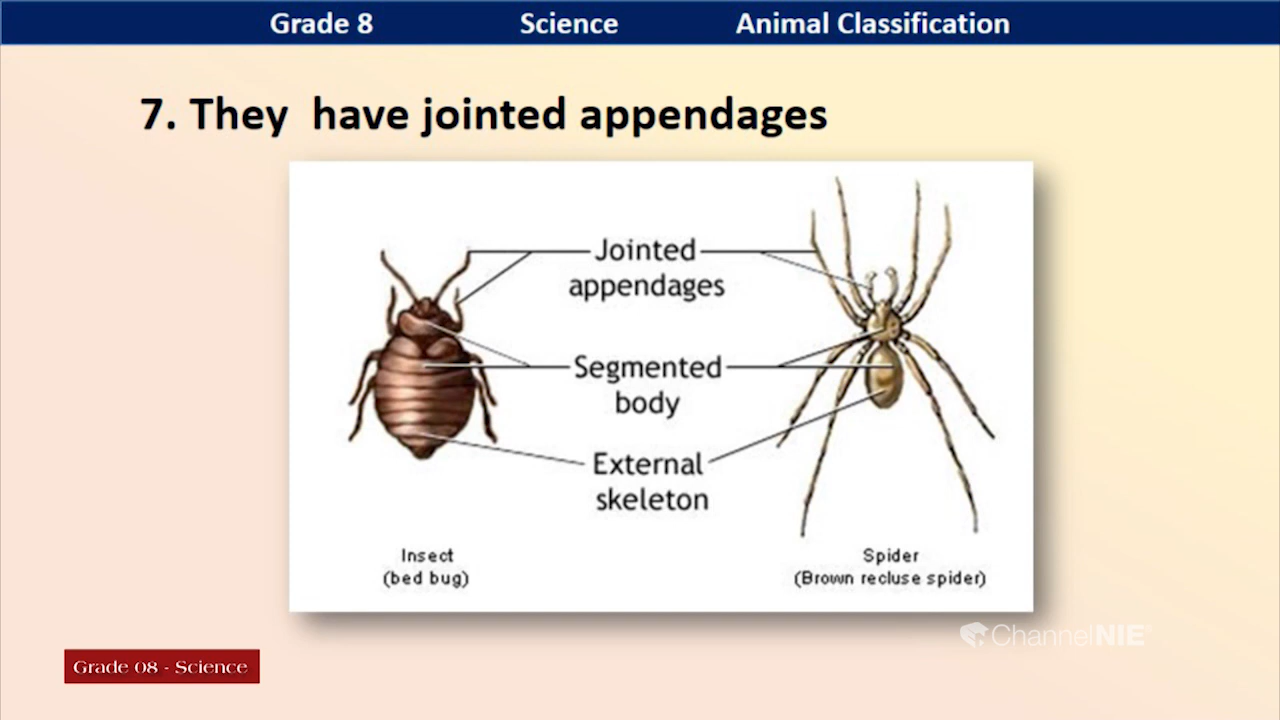 Grade 8 Science Animal Classification
7. They have jointed appendages
Jointed
appendages
Segmented
body
External
skeleton
Insect
(bed bug)
Spider
(Brown recluse spider)
ChannelNIE
Grade 08 - Science